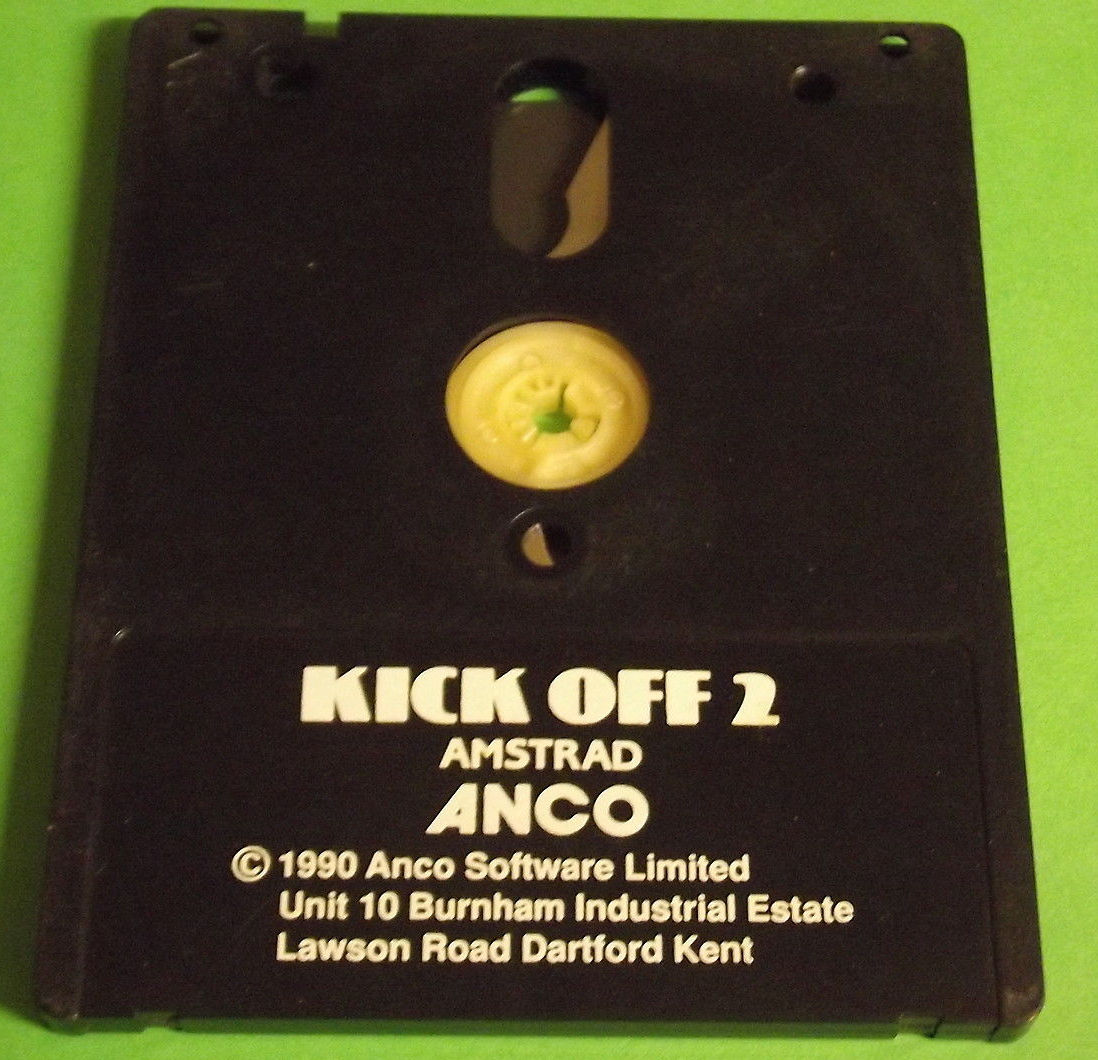 KICK OFF 2
AMSTRAD
ANCO
© 1990 Anco Software Limited
Unit 10 Burnham Industrial Estate
Lawson Road Dartford Kent